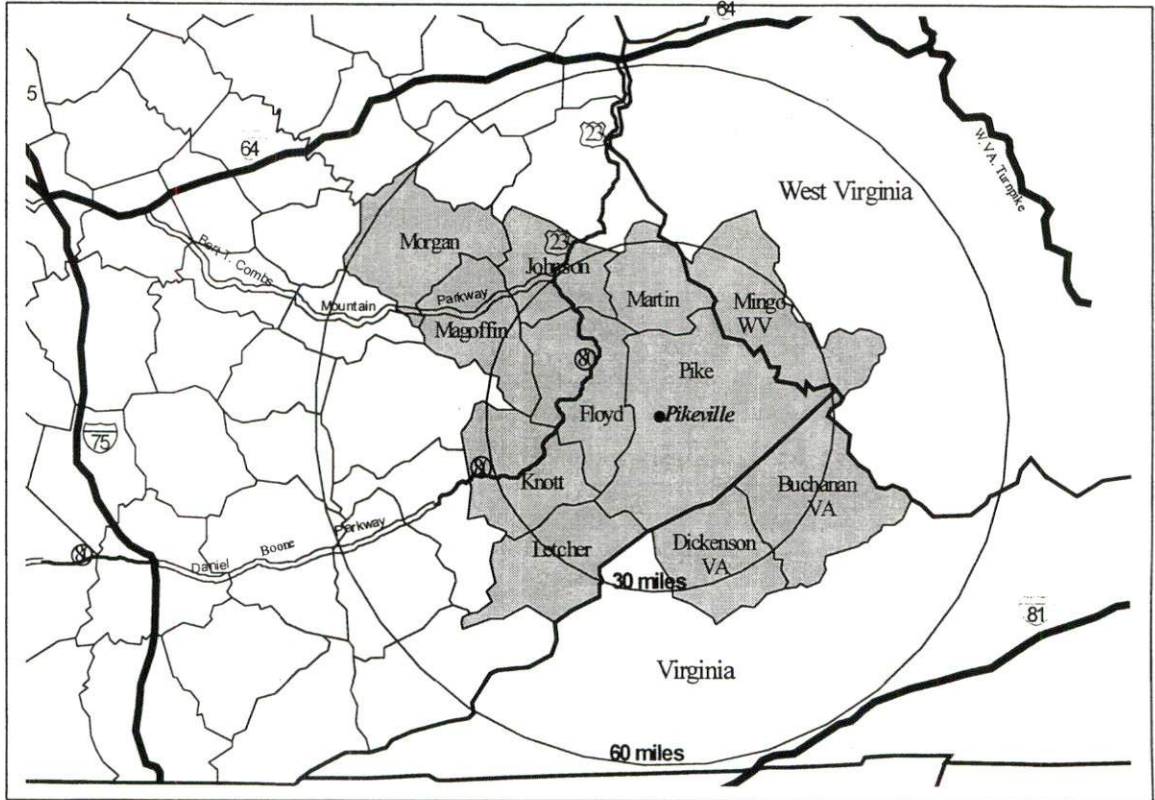 64
5
23
64
W. VA. Turnpike
West Virginia
Morgan
23
Bert T. Combs
Johnson
Mountain
Parkway
Martin
Mingo
WV
Magoffin
80
Pike
Floyd
Pikeville
75
80
Knott
Buchanan
VA
Parkway
80
Daniel
Boone
Letcher
Dickenson
VA
30 miles
81
Virginia
60 miles